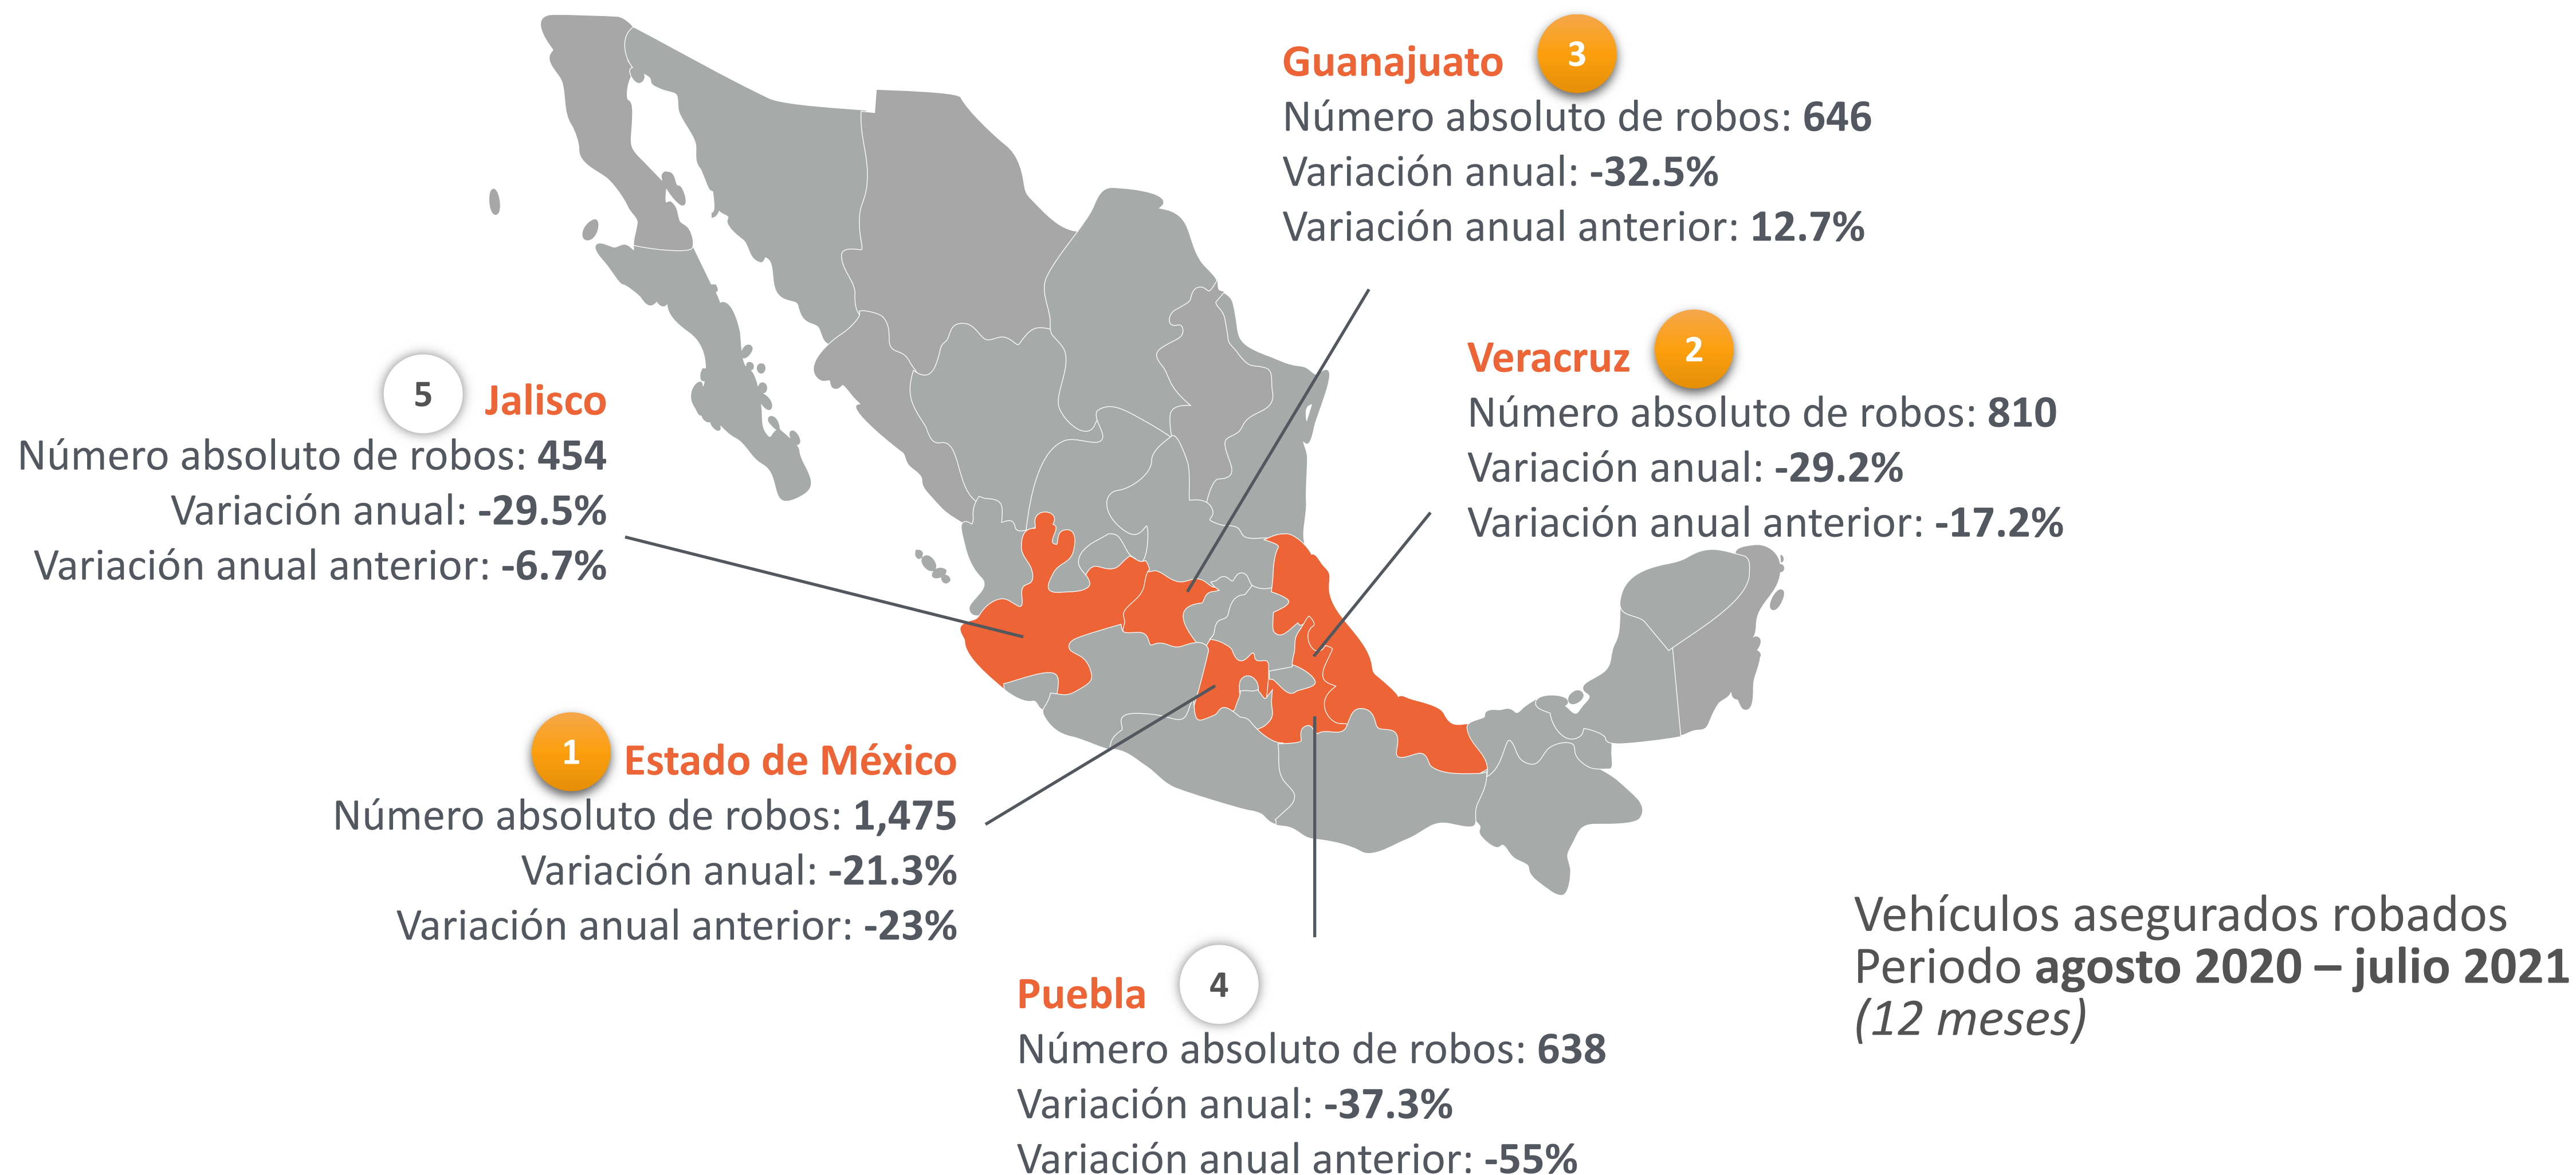 Guanajuato 3
Número absoluto de robos: 646
Variación anual: -32.5%
Variación anual anterior: 12.7%
Veracruz 2
Número absoluto de robos: 810
Variación anual: -29.2%
Variación anual anterior: -17.2%
5 Jalisco
Número absoluto de robos: 454
Variación anual: -29.5%
Variación anual anterior: -6.7%
1 Estado de México
Número absoluto de robos: 1,475
Variación anual: -21.3%
Variación anual anterior: -23%
Puebla 4
Número absoluto de robos: 638
Variación anual: -37.3%
Variación anual anterior: -55%
Vehículos asegurados robados
Periodo agosto 2020 – julio 2021
(12 meses)